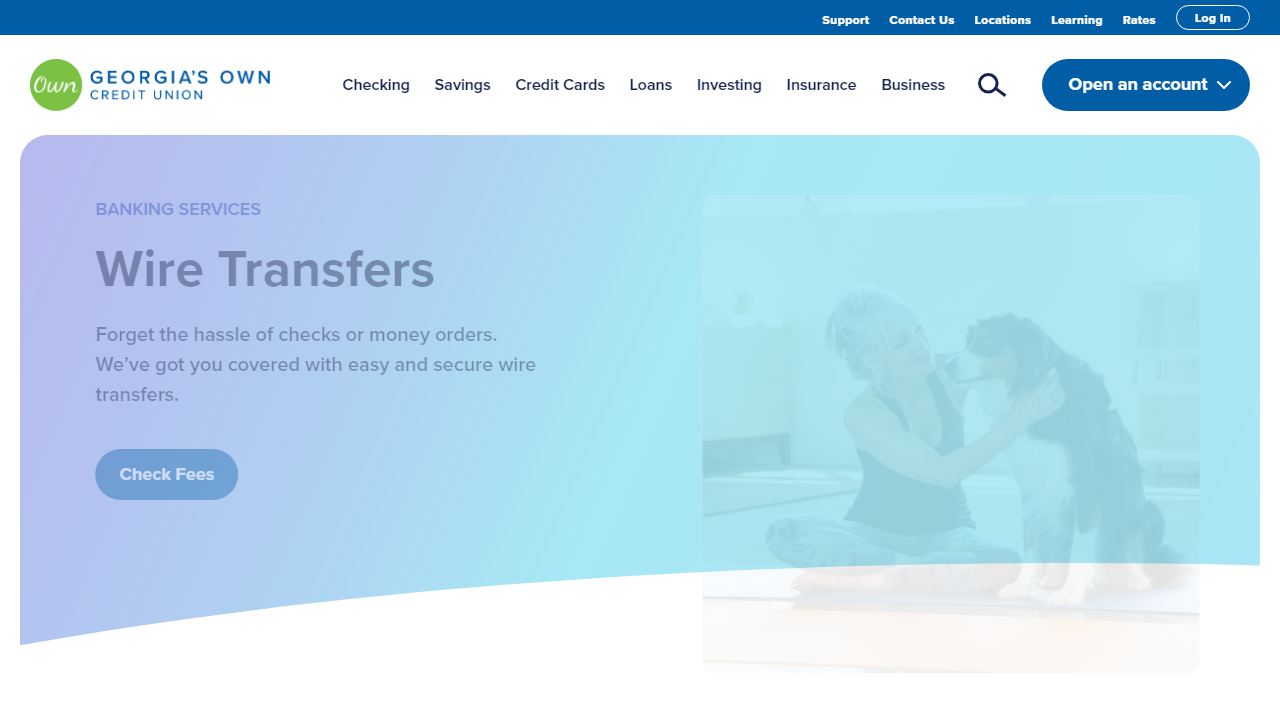 Support Contact Us Locations Learning Rates Log In
Own GEORGIA'S OWN
CREDIT UNION
Checking Savings Credit Cards Loans Investing Insurance Business Open an account
BANKING SERVICES
Wire Transfers
Forget the hassle of checks or money orders.
We’ve got you covered with easy and secure wire
transfers.
Check Fees